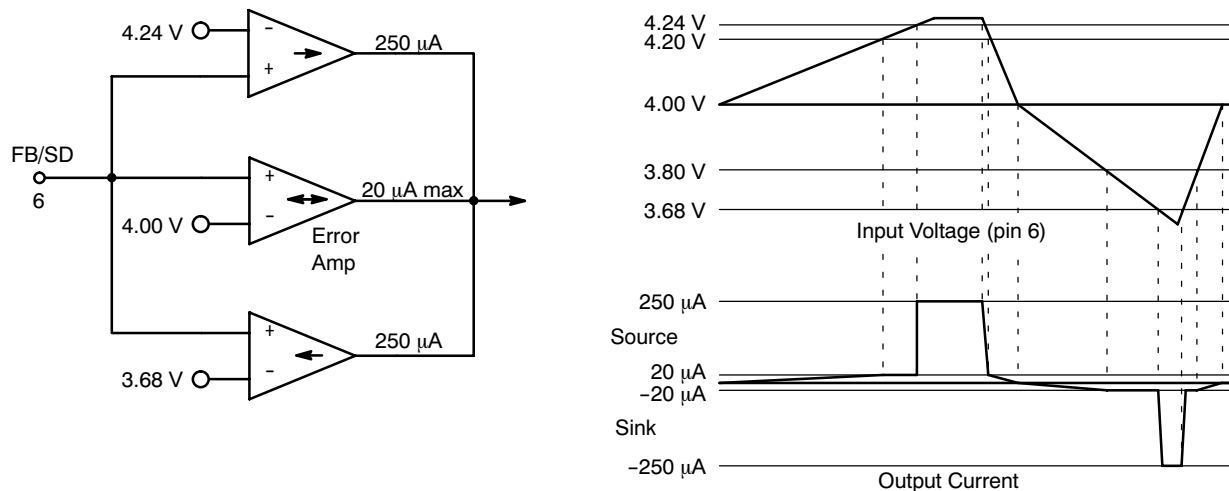 4.24 V
−
+
250 μA
FB/SD
6
+
−
20 μA max
4.00 V
Error
Amp
+
−
250 μA
3.68 V
4.24 V
4.20 V
4.00 V
3.80 V
3.68 V
Input Voltage (pin 6)
250 μA
Source
20 μA
−20 μA
Sink
−250 μA
Output Current